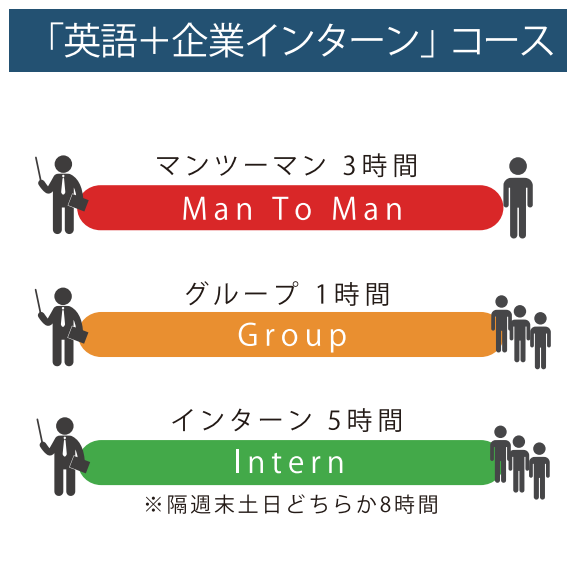 「英語＋企業インターン」コース
マンツーマン 3時間
Man To Man
グループ 1時間
Group
インターン 5時間
Intern
※隔週末土日どちらか8時間